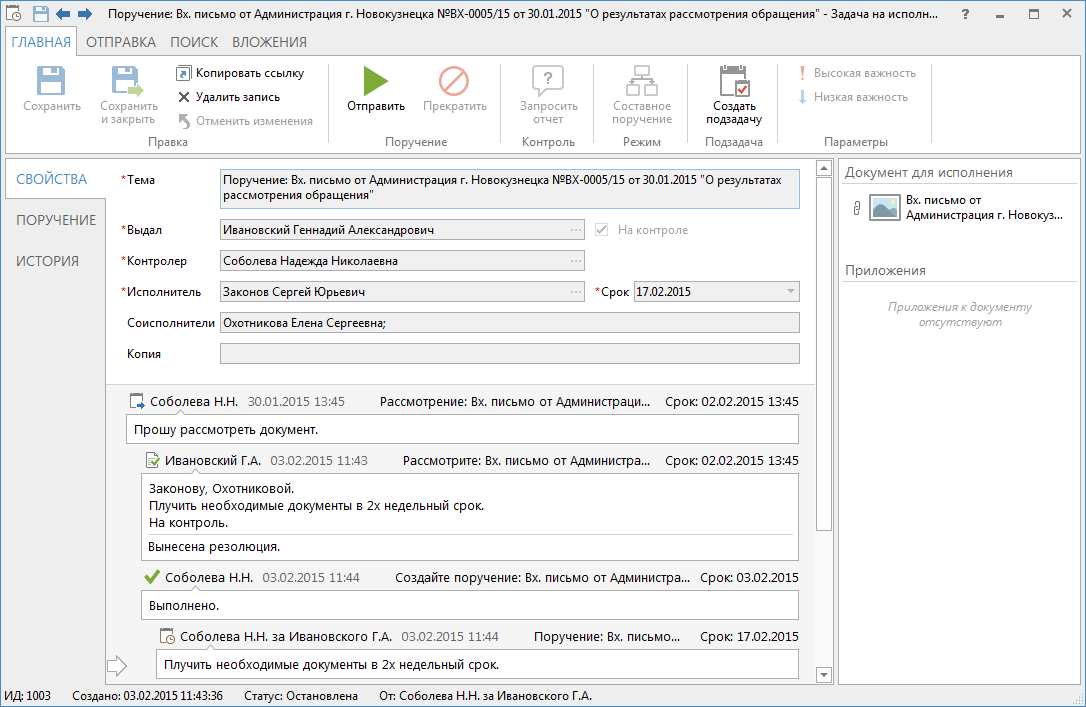 Поручение: Вх. письмо от Администрация г. Новокузнецка №ВХ-0005/15 от 30.01.2015 "О результатах рассмотрения обращения" - Задача на исполн...
?
ГЛАВНАЯ ОТПРАВКА ПОИСК ВЛОЖЕНИЯ
Сохранить
Сохранить
и закрыть
Копировать ссылку
Удалить запись
Отменить изменения
Правка
Отправить
Прекратить
Поручение
Запросить
отчет
Контроль
Составное
поручение
Режим
Создать
подзадачу
Подзадача
Высокая важность
Низкая важность
Параметры
СВОЙСТВА
ПОРУЧЕНИЕ
ИСТОРИЯ
*Тема
Поручение: Вх. письмо от Администрация г. Новокузнецка №ВХ-0005/15 от 30.01.2015 "О результатах
рассмотрения обращения"
*Выдал Ивановский Геннадий Александрович ... На контроле
*Контролер Соболева Надежда Николаевна ...
*Исполнитель Законов Сергей Юрьевич ... *Срок 17.02.2015
Соисполнители Охотникова Елена Сергеевна;
Копия
Соболева Н.Н. 30.01.2015 13:45 Рассмотрение: Вх. письмо от Администраци... Срок: 02.02.2015 13:45
Прошу рассмотреть документ.
Ивановский Г.А. 03.02.2015 11:43 Рассмотрите: Вх. письмо от Администра... Срок: 02.02.2015 13:45
Законову, Охотниковой.
Плучить необходимые документы в 2х недельный срок.
На контроль.
Вынесена резолюция.
Соболева Н.Н. 03.02.2015 11:44 Создайте поручение: Вх. письмо от Администра... Срок: 03.02.2015
Выполнено.
Соболева Н.Н. за Ивановского Г.А. 03.02.2015 11:44 Поручение: Вх. письмо... Срок: 17.02.2015
Плучить необходимые документы в 2х недельный срок.
Документ для исполнения
Вх. письмо от
Администрация г. Новокуз...
Приложения
Приложения к документу
отсутствуют
ИД: 1003 Создано: 03.02.2015 11:43:36 Статус: Остановлена От: Соболева Н.Н. за Ивановского Г.А.